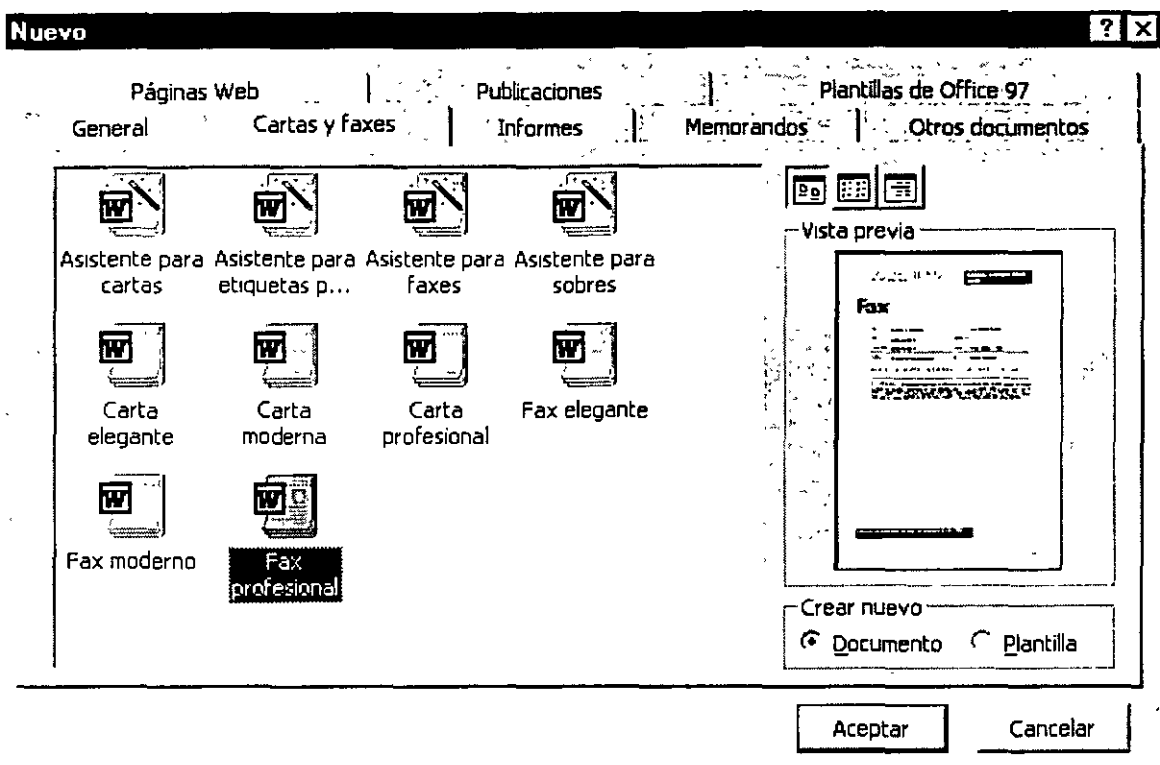 Nuevo
Páginas Web Publicaciones Plantillas de Office 97
General Cartas y faxes Informes Memorandos Otros documentos
Asistente para cartas
Asistente para etiquetas p...
Asistente para faxes
Asistente para sobres
Carta elegante
Carta moderna
Carta profesional
Fax elegante
Fax moderno
Fax profesional
Vista previa
Fax
Crear nuevo
Documento Plantilla
Aceptar Cancelar